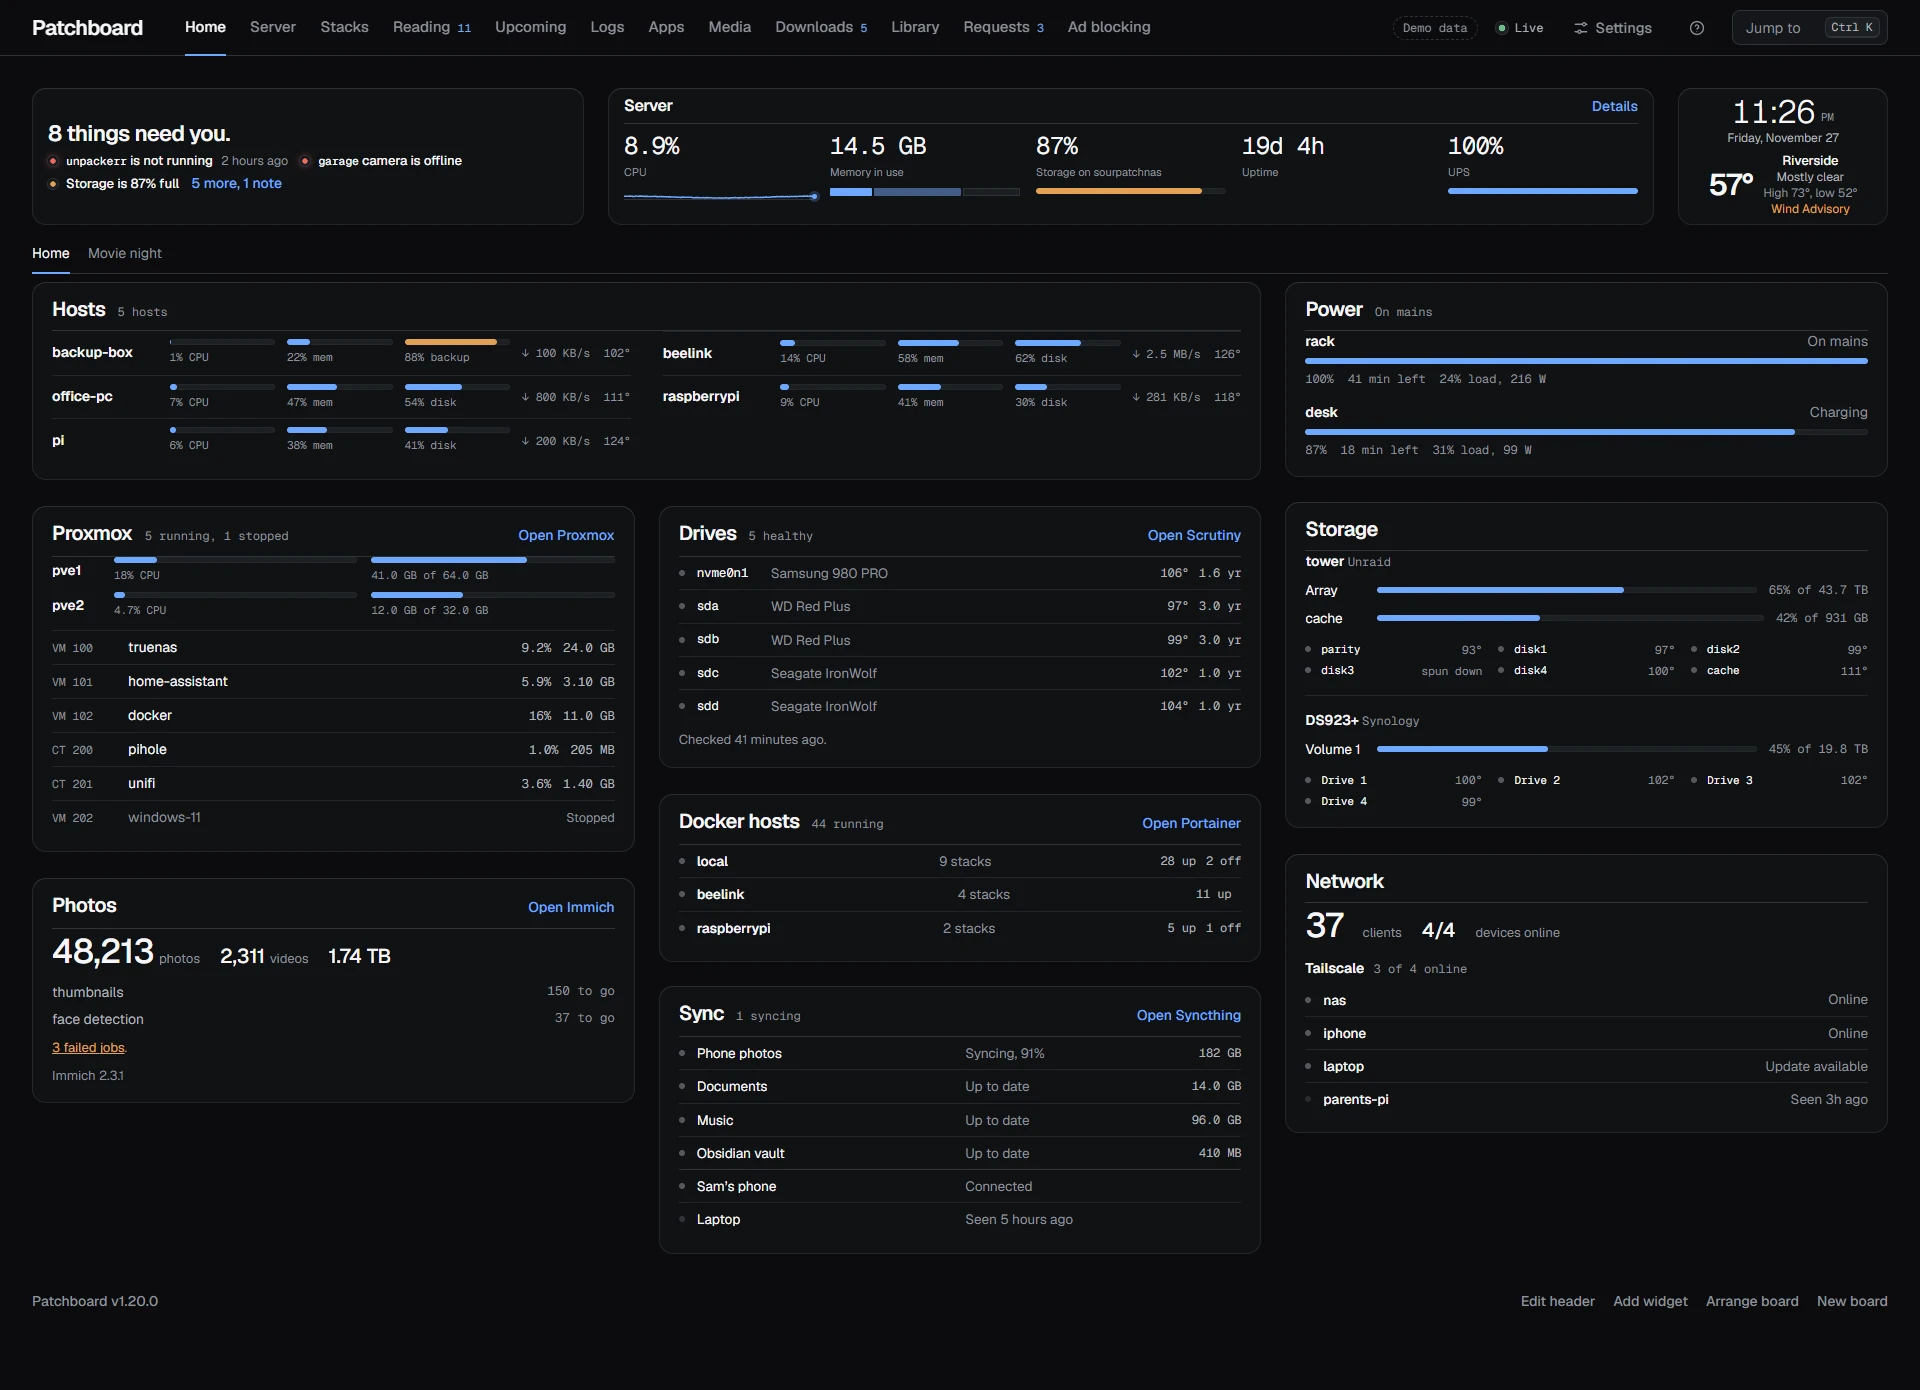 Patchboard Home Server Stacks Reading 11 Upcoming Logs Apps Media Downloads 5 Library Requests 3 Ad blocking Demo data Live Settings Jump to Ctrl K
8 things need you.
unpackerr is not running 2 hours ago garage camera is offline
Storage is 87% full 5 more, 1 note
Server Details
8.9% 14.5 GB 87% 19d 4h 100%
CPU Memory in use Storage on sourpatchnas Uptime UPS
11:26 PM
Friday, November 27
57°
Riverside
Mostly clear
High 73°, low 52°
Wind Advisory
Home Movie night
Hosts 5 hosts
backup-box 1% CPU 22% mem 88% backup ↓ 100 KB/s 102°
office-pc 7% CPU 47% mem 54% disk ↓ 800 KB/s 111°
pi 6% CPU 38% mem 41% disk ↓ 200 KB/s 124°
beelink 14% CPU 58% mem 62% disk ↓ 2.5 MB/s 126°
raspberrypi 9% CPU 41% mem 30% disk ↓ 281 KB/s 118°
Power On mains
rack On mains
100% 41 min left 24% load, 216 W
desk Charging
87% 18 min left 31% load, 99 W
Proxmox 5 running, 1 stopped Open Proxmox
pve1 18% CPU 41.0 GB of 64.0 GB
pve2 4.7% CPU 12.0 GB of 32.0 GB
VM 100 truenas 9.2% 24.0 GB
VM 101 home-assistant 5.9% 3.10 GB
VM 102 docker 16% 11.0 GB
CT 200 pihole 1.0% 205 MB
CT 201 unifi 3.6% 1.40 GB
VM 202 windows-11 Stopped
Photos Open Immich
48,213 photos 2,311 videos 1.74 TB
thumbnails 150 to go
face detection 37 to go
3 failed jobs.
Immich 2.3.1
Drives 5 healthy Open Scrutiny
nvme0n1 Samsung 980 PRO 106° 1.6 yr
sda WD Red Plus 97° 3.0 yr
sdb WD Red Plus 99° 3.0 yr
sdc Seagate IronWolf 102° 1.0 yr
sdd Seagate IronWolf 104° 1.0 yr
Checked 41 minutes ago.
Docker hosts 44 running Open Portainer
local 9 stacks 28 up 2 off
beelink 4 stacks 11 up
raspberrypi 2 stacks 5 up 1 off
Sync 1 syncing Open Syncthing
Phone photos Syncing, 91% 182 GB
Documents Up to date 14.0 GB
Music Up to date 96.0 GB
Obsidian vault Up to date 410 MB
Sam's phone Connected
Laptop Seen 5 hours ago
Storage
tower Unraid
Array 65% of 43.7 TB
cache 42% of 931 GB
parity 93° disk1 97° disk2 99°
disk3 spun down disk4 100° cache 111°
DS923+ Synology
Volume 1 45% of 19.8 TB
Drive 1 100° Drive 2 102° Drive 3 102°
Drive 4 99°
Network
37 clients 4/4 devices online
Tailscale 3 of 4 online
nas Online
iphone Online
laptop Update available
parents-pi Seen 3h ago
Patchboard v1.20.0 Edit header Add widget Arrange board New board